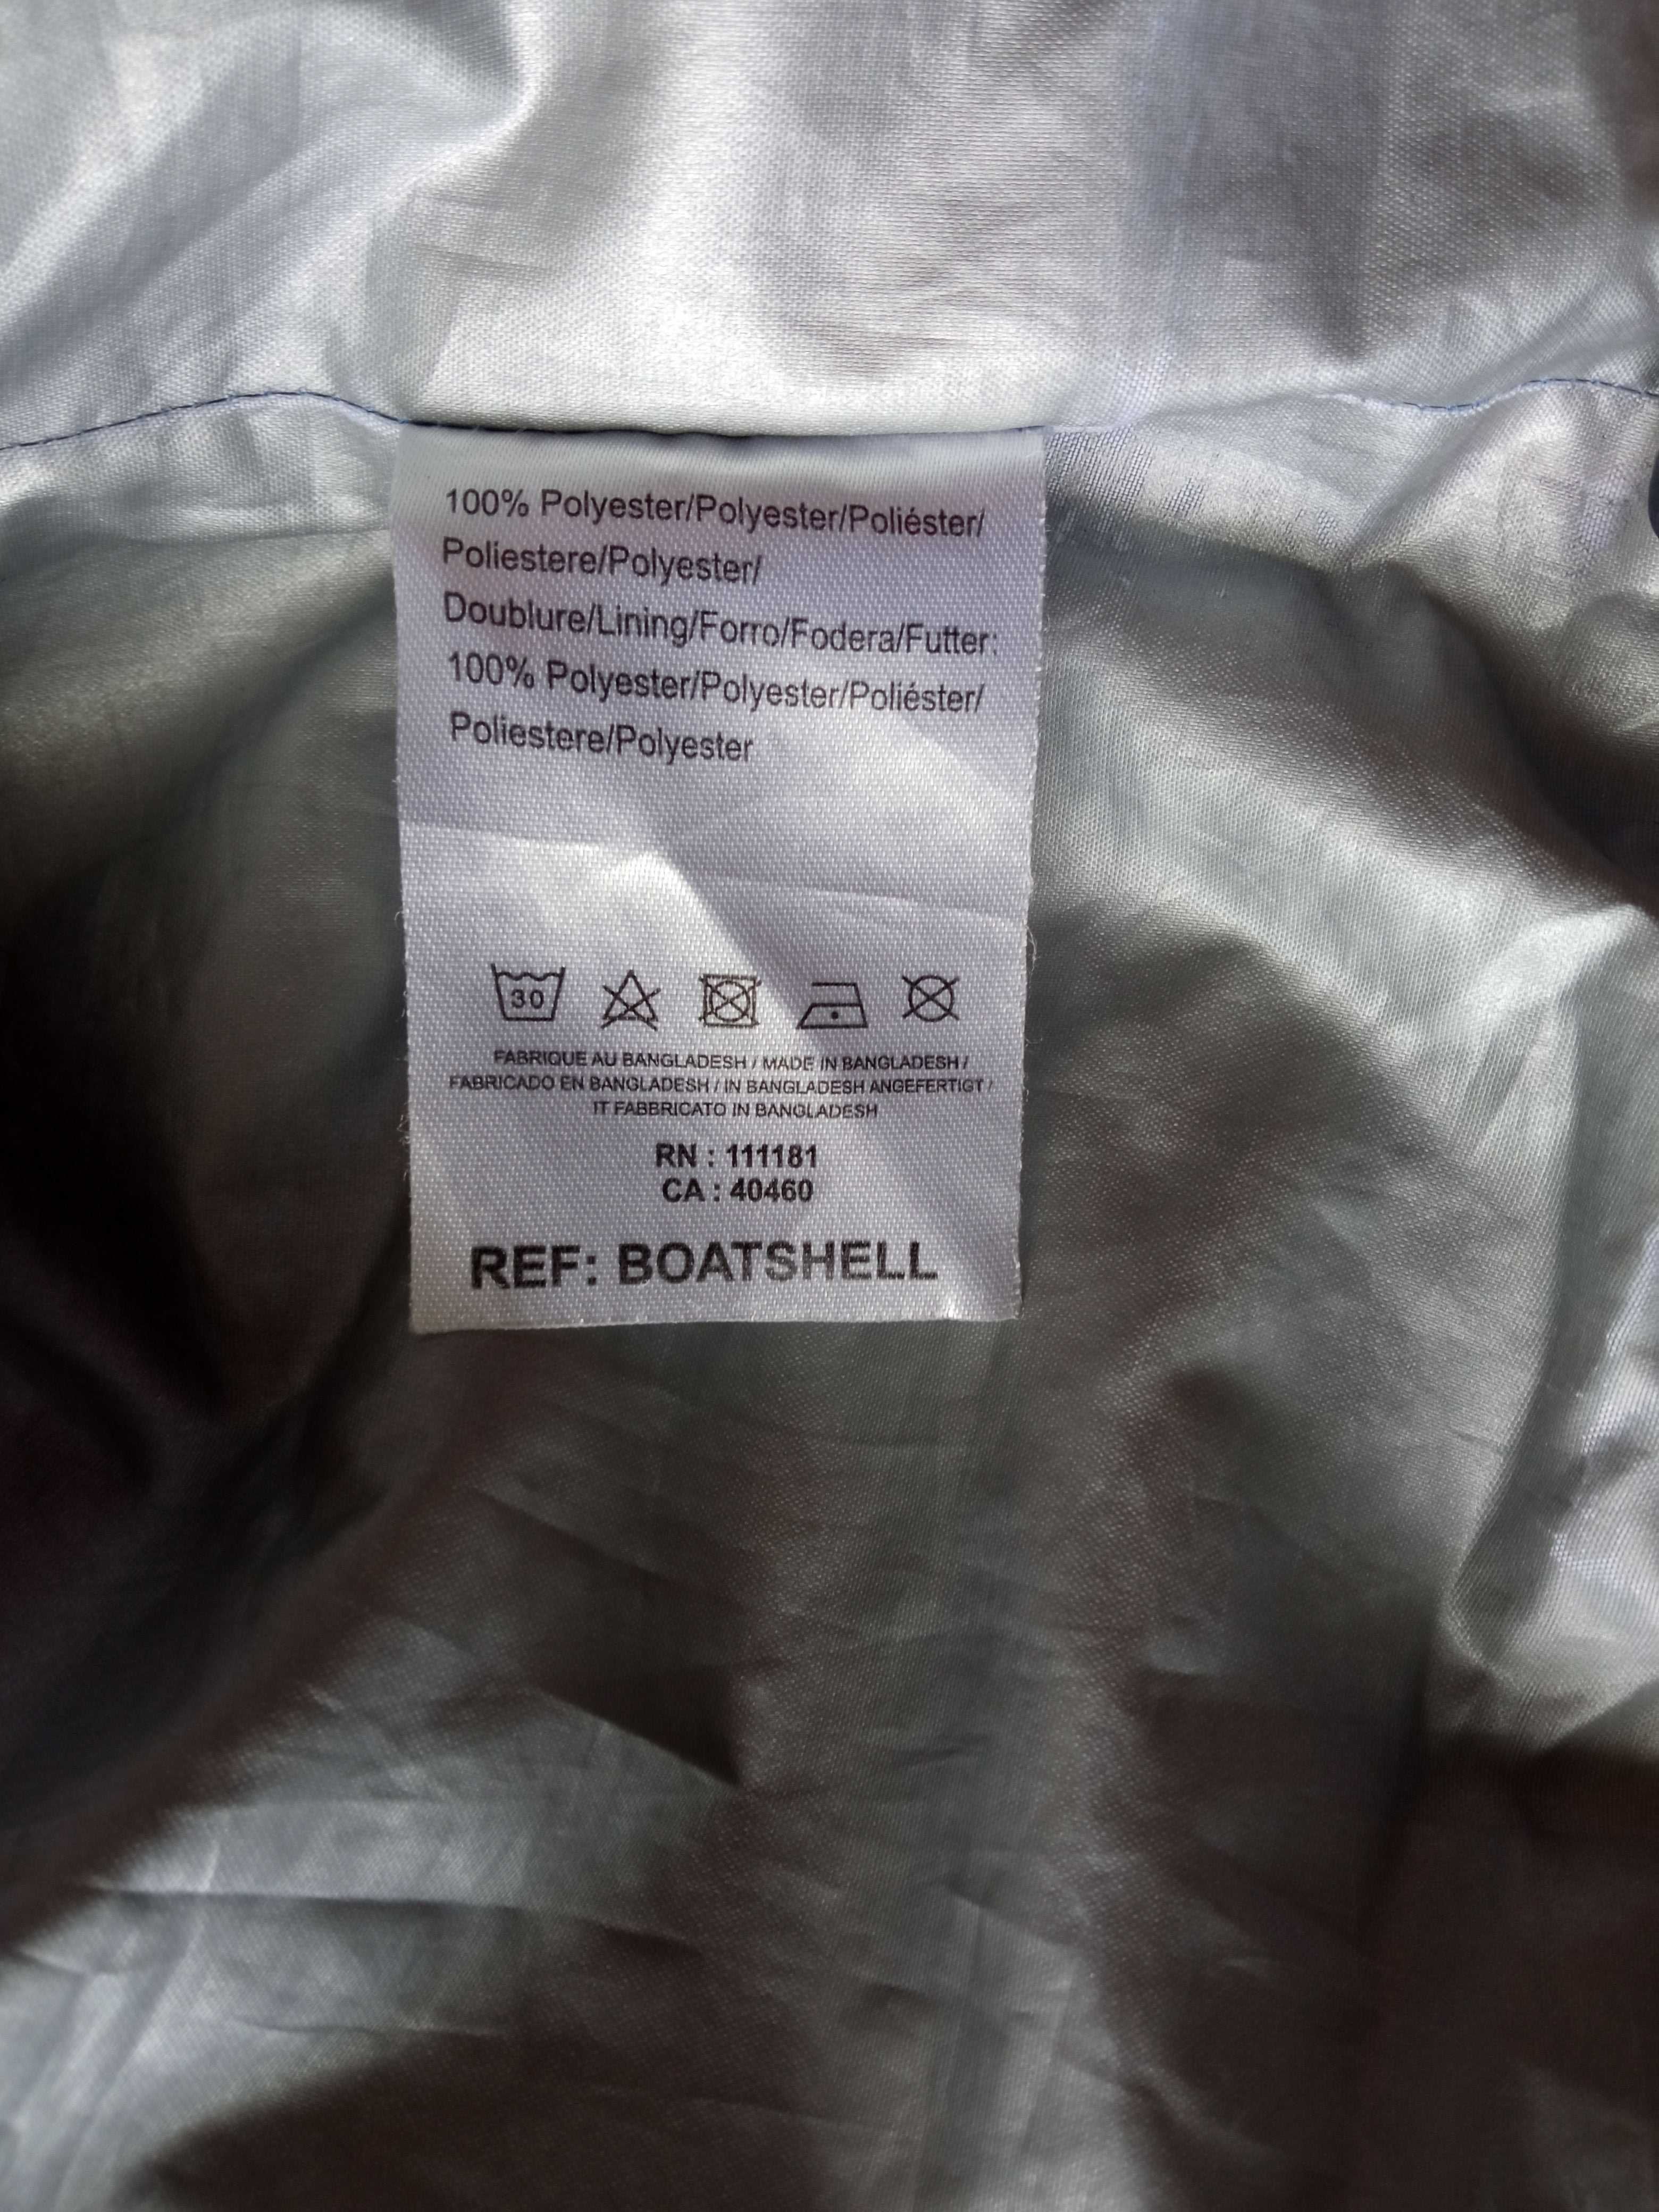 100% Polyester/Polyester/Poliéster/
Poliestere/Polyester/
Doublure/Lining/Forro/Fodera/Futter:
100% Polyester/Polyester/Poliéster/
Poliestere/Polyester
30
FABRIQUE AU BANGLADESH / MADE IN BANGLADESH /
FABRICADO EN BANGLADESH / IN BANGLADESH ANGEFERTIGT /
IT FABBRICATO IN BANGLADESH
RN : 111181
CA : 40460
REF: BOATSHELL